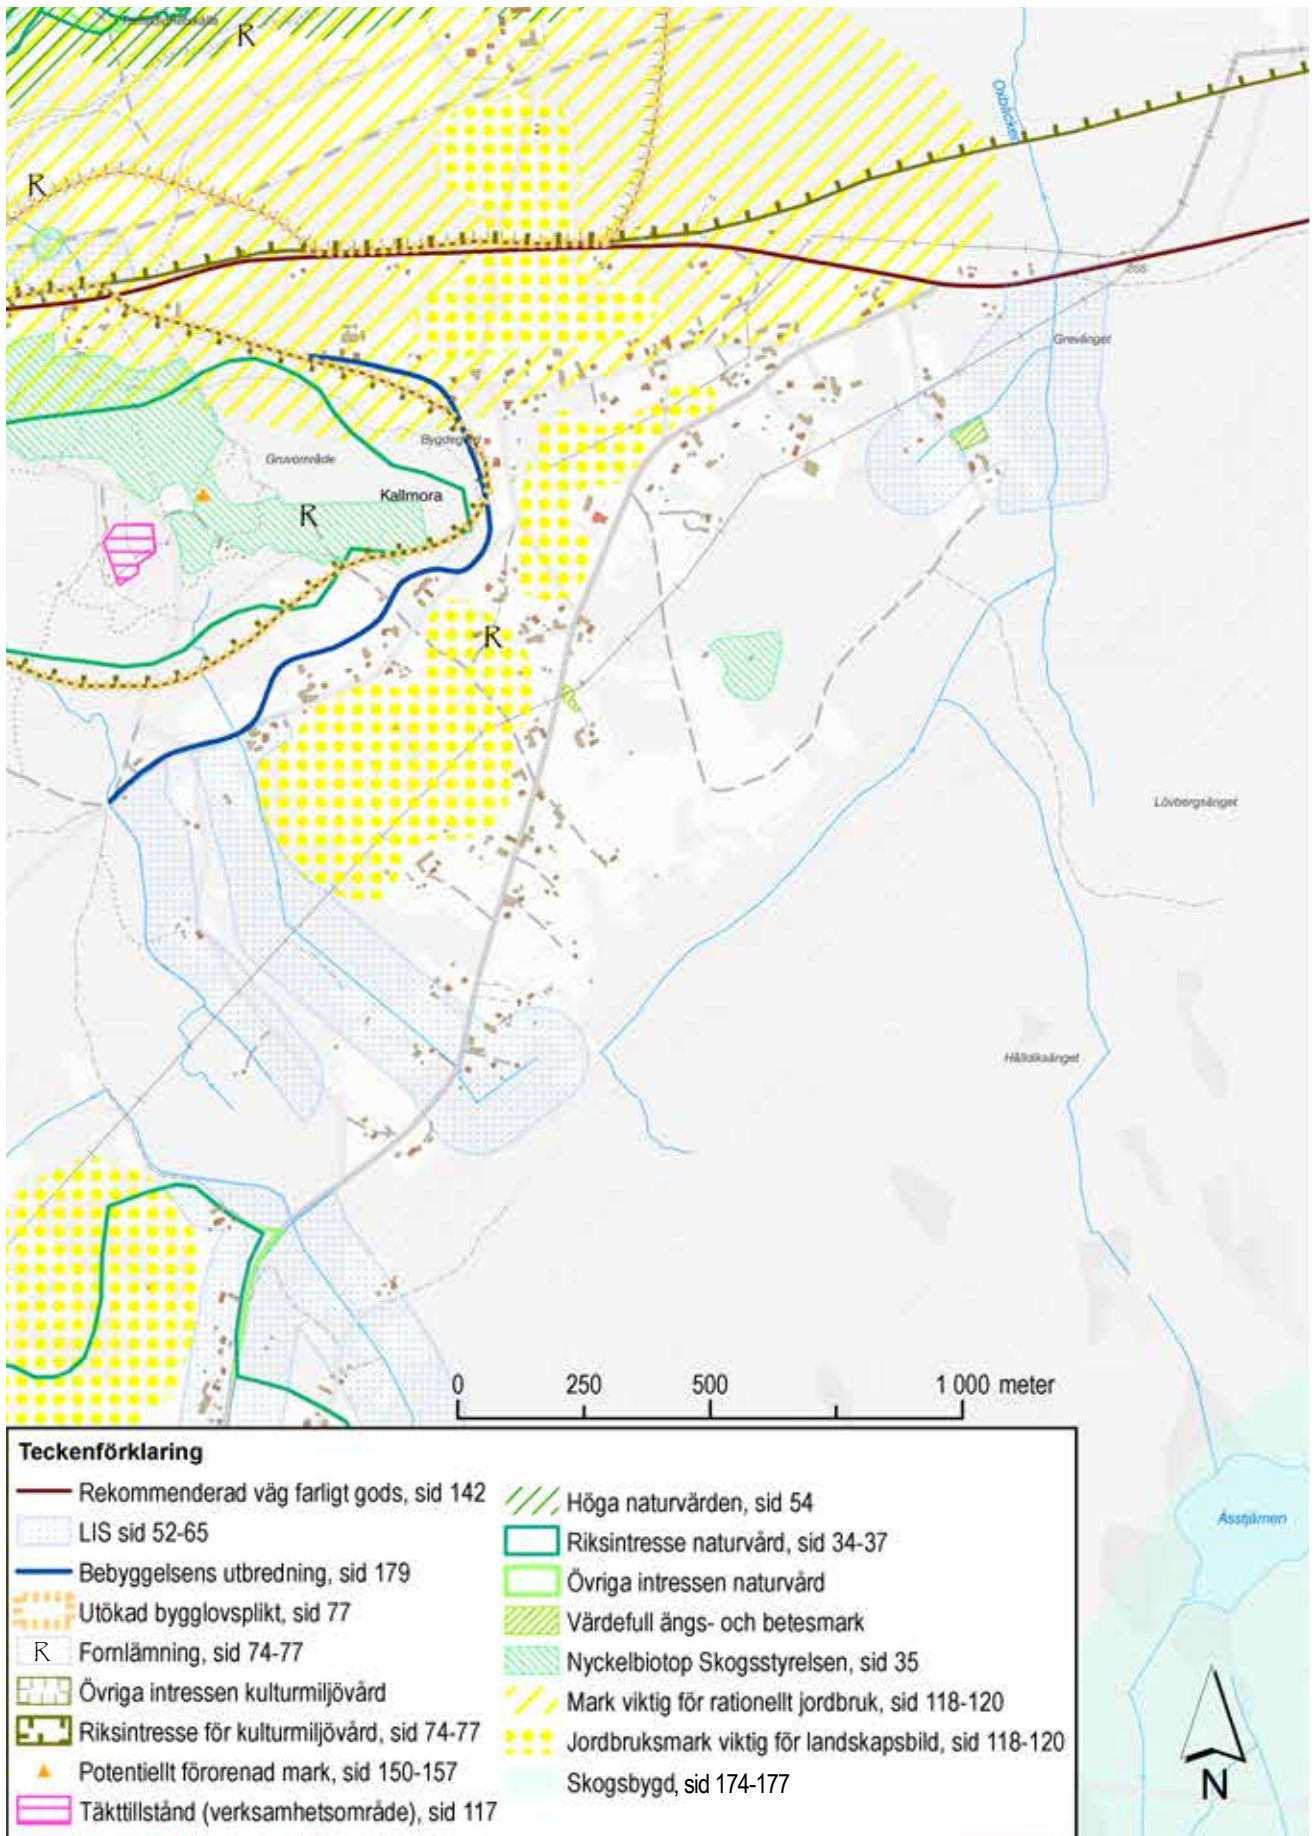 R
Oxbäcken
R
266
Grevänget
Bygdegård
Gruvområde
Kallmora
R
R
Lövbergsänget
Hållolksänget
0 250 500 1 000 meter
Teckenförklaring
Rekommenderad väg farligt gods, sid 142
LIS sid 52-65
Bebyggelsens utbredning, sid 179
Utökad bygglovsplikt, sid 77
R Fornlämning, sid 74-77
Övriga intressen kulturmiljövård
Riksintresse för kulturmiljövård, sid 74-77
Potentiellt förorenad mark, sid 150-157
Täkttillstånd (verksamhetsområde), sid 117
Höga naturvärden, sid 54
Riksintresse naturvård, sid 34-37
Övriga intressen naturvård
Värdefull ängs- och betesmark
Nyckelbiotop Skogsstyrelsen, sid 35
Mark viktig för rationellt jordbruk, sid 118-120
Jordbruksmark viktig för landskapsbild, sid 118-120
Skogsbygd, sid 174-177
Åsstjärnen
N